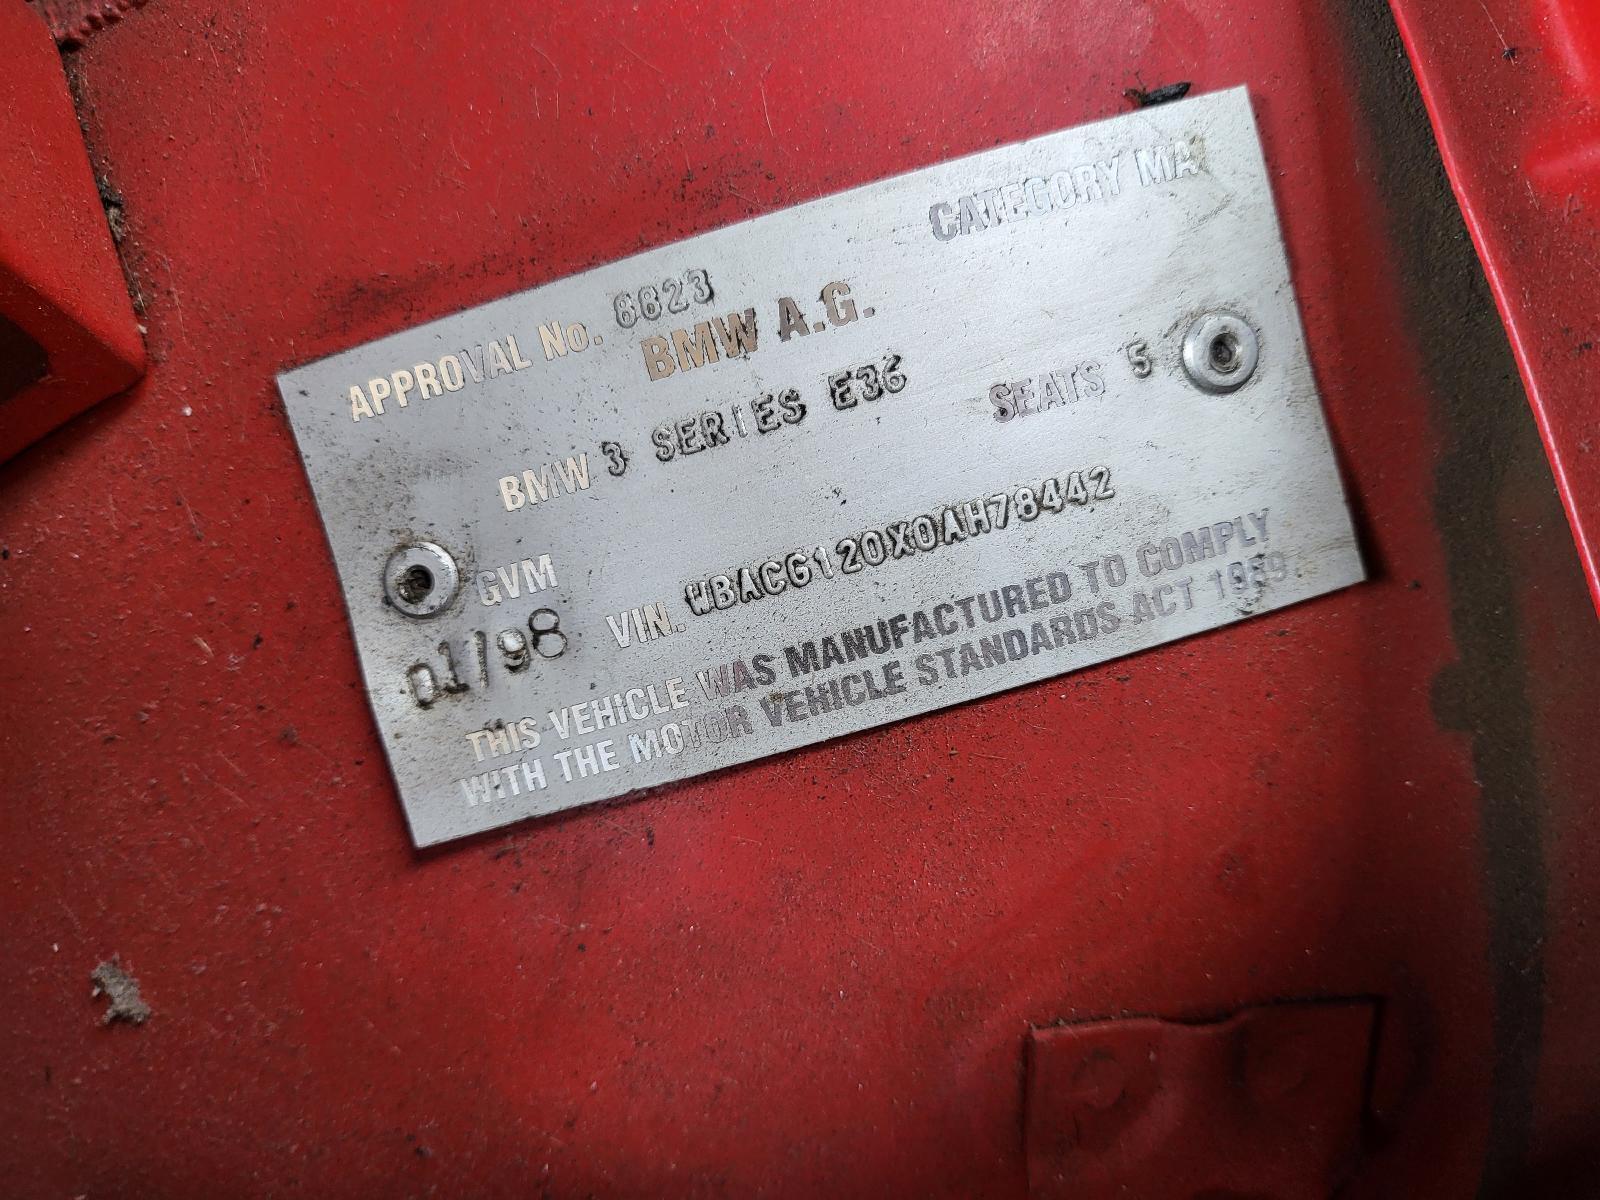 CATEGORY MA
APPROVAL No. 8823
BMW A.G.
BMW 3 SERIES E36
SEATS 5
GVM
01/98
VIN. WBACG120X0AH78442
THIS VEHICLE WAS MANUFACTURED TO COMPLY
WITH THE MOTOR VEHICLE STANDARDS ACT 1989